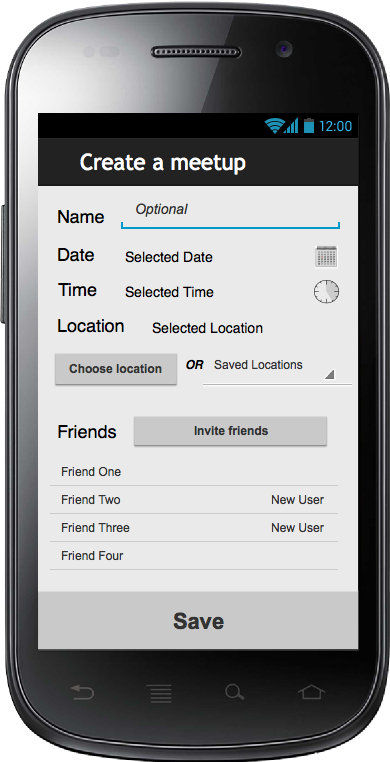 12:00
Create a meetup
Name Optional
Date Selected Date
Time Selected Time
Location Selected Location
Choose location OR Saved Locations
Friends Invite friends
Friend One
Friend Two New User
Friend Three New User
Friend Four
Save